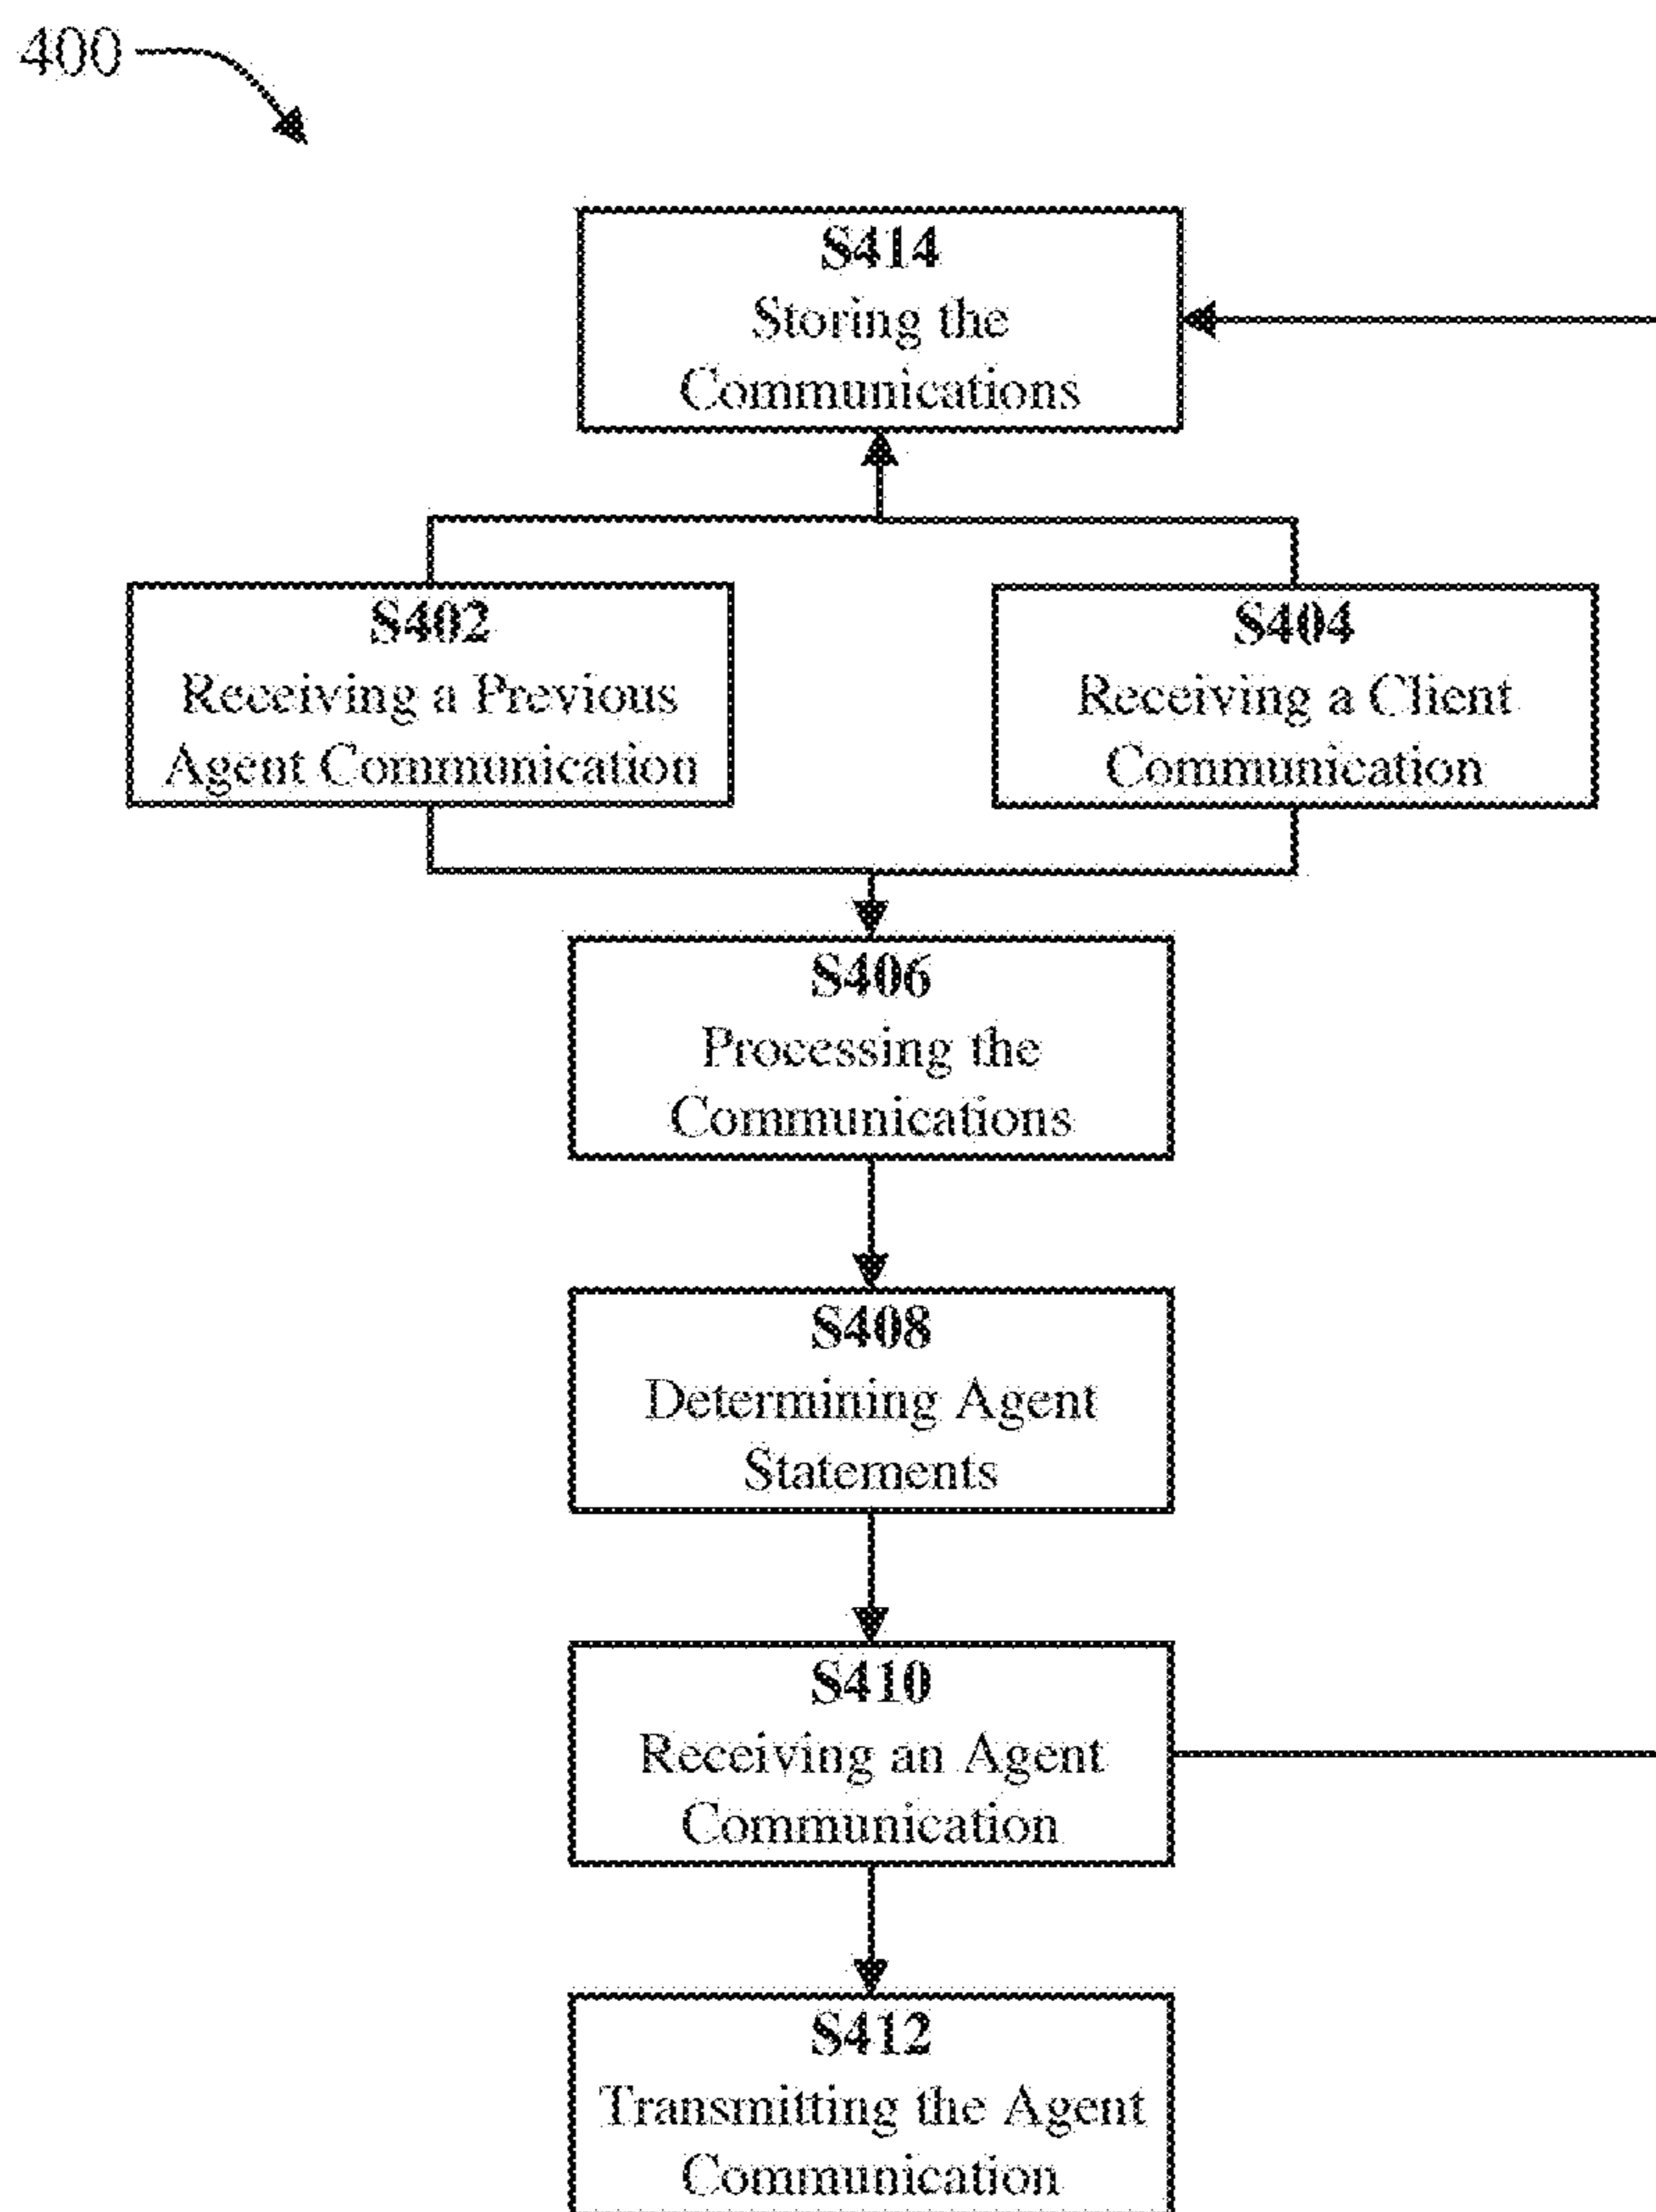 400
S414
Storing the
Communications
S402
Receiving a Previous
Agent Communication
S404
Receiving a Client
Communication
S406
Processing the
Communications
S408
Determining Agent
Statements
S410
Receiving an Agent
Communication
S412
Transmitting the Agent
Communication